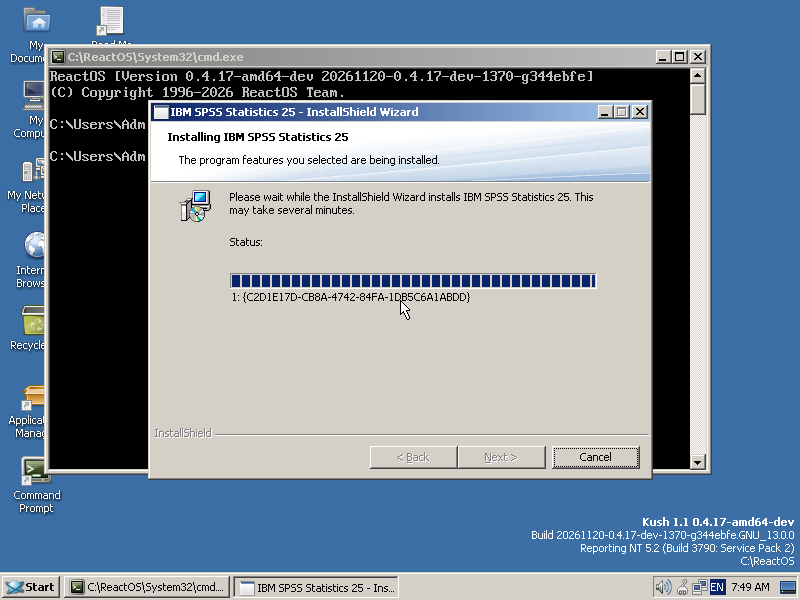 My
Docum
Read Me
C:\ReactOS\System32\cmd.exe
ReactOS [Version 0.4.17-amd64-dev 20261120-0.4.17-dev-1370-g344ebfe]
(C) Copyright 1996-2026 ReactOS Team.
C:\Users\Adm
C:\Users\Adm
My
Compu
My Netw
Place
Intern
Brows
Recycle
Applicat
Manag
Command
Prompt
IBM SPSS Statistics 25 - InstallShield Wizard
Installing IBM SPSS Statistics 25
The program features you selected are being installed.
Please wait while the InstallShield Wizard installs IBM SPSS Statistics 25. This
may take several minutes.
Status:
1: {C2D1E17D-CB8A-4742-84FA-1DB5C6A1ABDD}
InstallShield
< Back
Next >
Cancel
Kush 1.1 0.4.17-amd64-dev
Build 20261120-0.4.17-dev-1370-g344ebfe.GNU_13.0.0
Reporting NT 5.2 (Build 3790: Service Pack 2)
C:\ReactOS
Start
C:\ReactOS\System32\cmd....
IBM SPSS Statistics 25 - Ins...
EN
7:49 AM